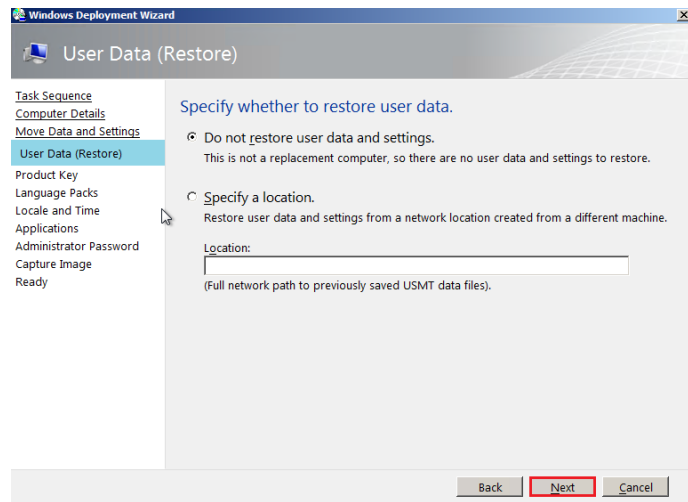 Windows Deployment Wizard
User Data (Restore)
Task Sequence
Computer Details
Move Data and Settings
User Data (Restore)
Product Key
Language Packs
Locale and Time
Applications
Administrator Password
Capture Image
Ready
Specify whether to restore user data.
Do not restore user data and settings.
This is not a replacement computer, so there are no user data and settings to restore.
Specify a location.
Restore user data and settings from a network location created from a different machine.
Location:
(Full network path to previously saved USMT data files).
Back Next Cancel